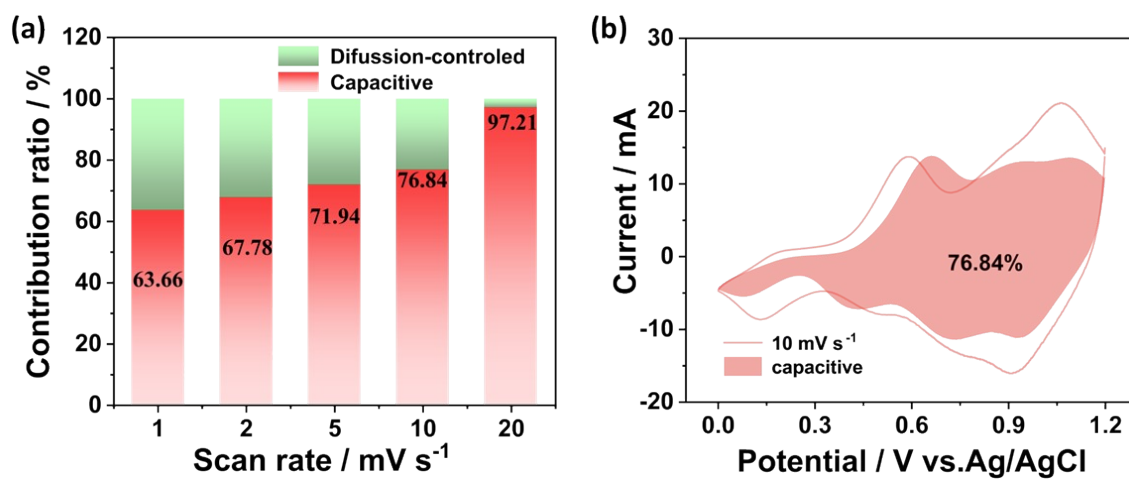 (a)
120
100
80
60
40
20
0
Contribution ratio / %
Difussion-controled
Capacitive
63.66
67.78
71.94
76.84
97.21
1
2
5
10
20
Scan rate / mV s⁻¹
(b)
30
20
10
0
-10
-20
Current / mA
76.84%
10 mV s⁻¹
capacitive
0.0
0.3
0.6
0.9
1.2
Potential / V vs.Ag/AgCl